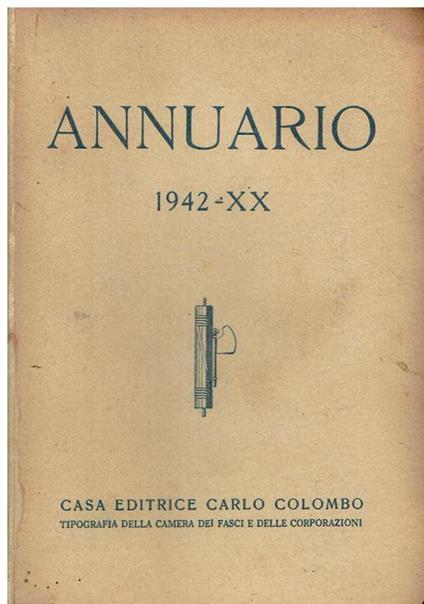 ANNUARIO
1942-XX
CASA EDITRICE CARLO COLOMBO
TIPOGRAFIA DELLA CAMERA DEI FASCI E DELLE CORPORAZIONI